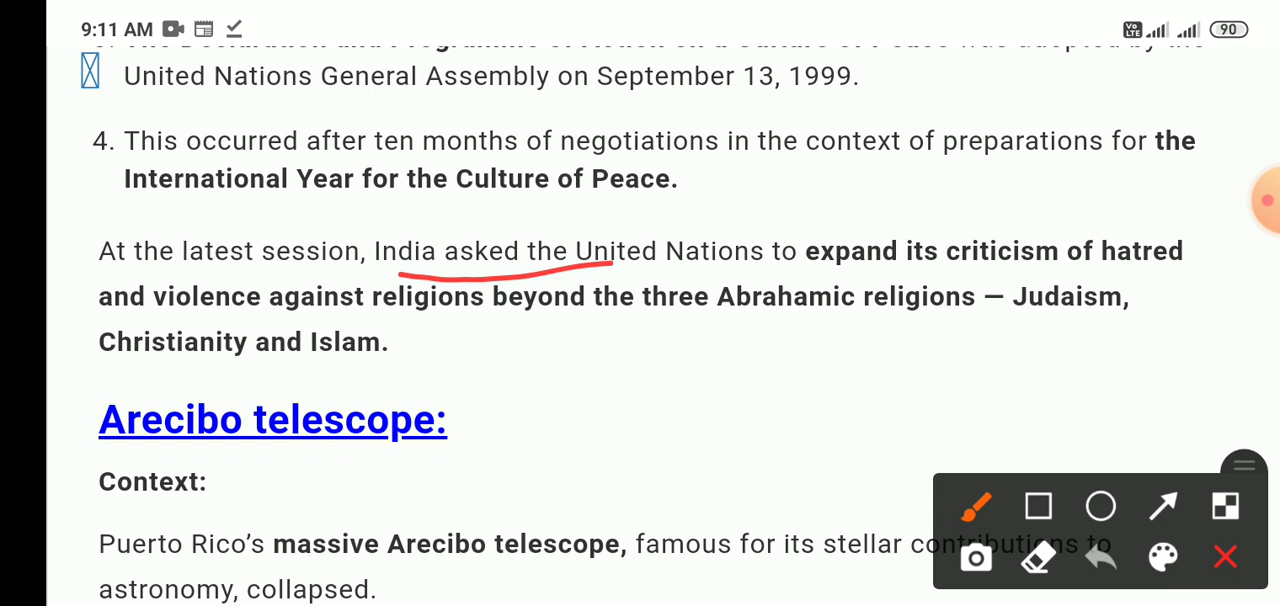 9:11 AM
Vo LTE 90
United Nations General Assembly on September 13, 1999.
4. This occurred after ten months of negotiations in the context of preparations for the
International Year for the Culture of Peace.
At the latest session, India asked the United Nations to expand its criticism of hatred
and violence against religions beyond the three Abrahamic religions — Judaism,
Christianity and Islam.
Arecibo telescope:
Context:
Puerto Rico's massive Arecibo telescope, famous for its stellar contributions to
astronomy, collapsed.